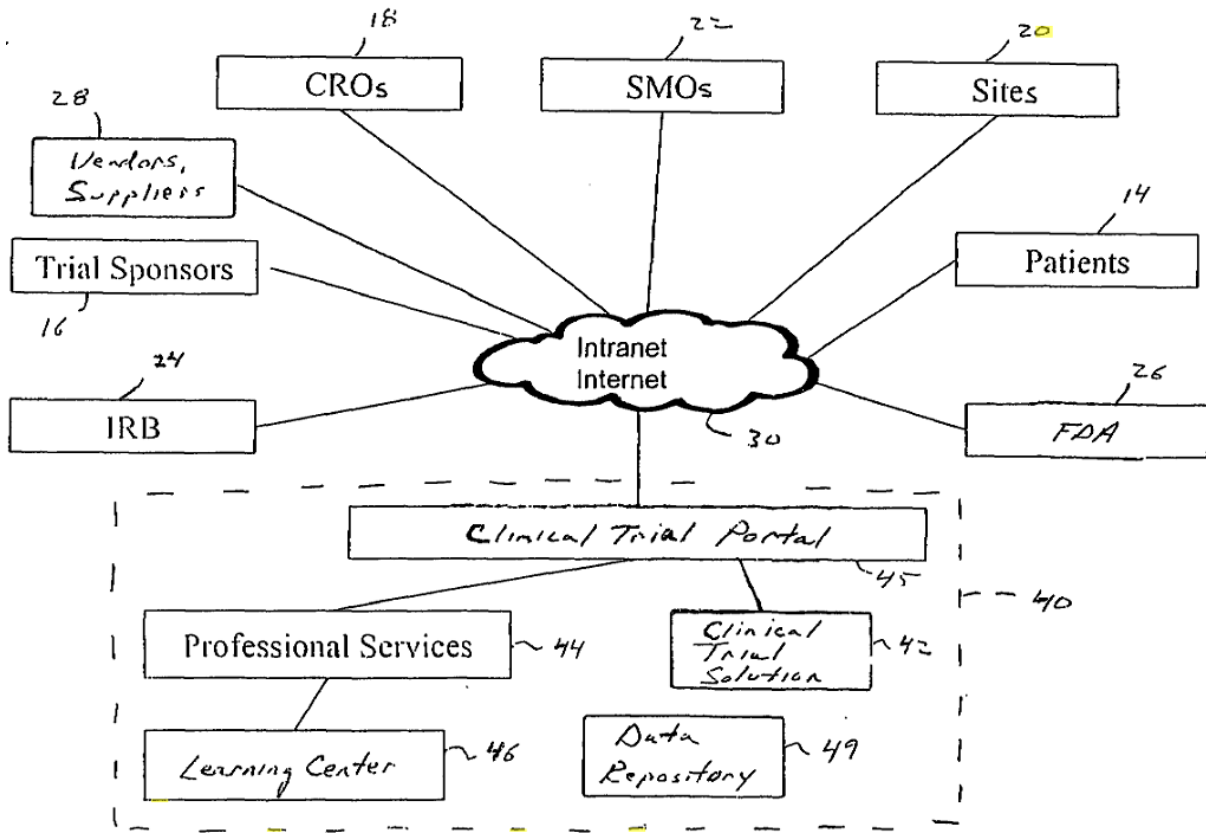 18
22
20
CROs
SMOs
Sites
28
Vendors,
Suppliers
14
Trial Sponsors
Patients
16
Intranet
Internet
24
26
IRB
30
FDA
Clinical Trial Portal
45
40
Professional Services
44
Clinical
Trial
Solution
42
Learning Center
46
Data
Repository
49